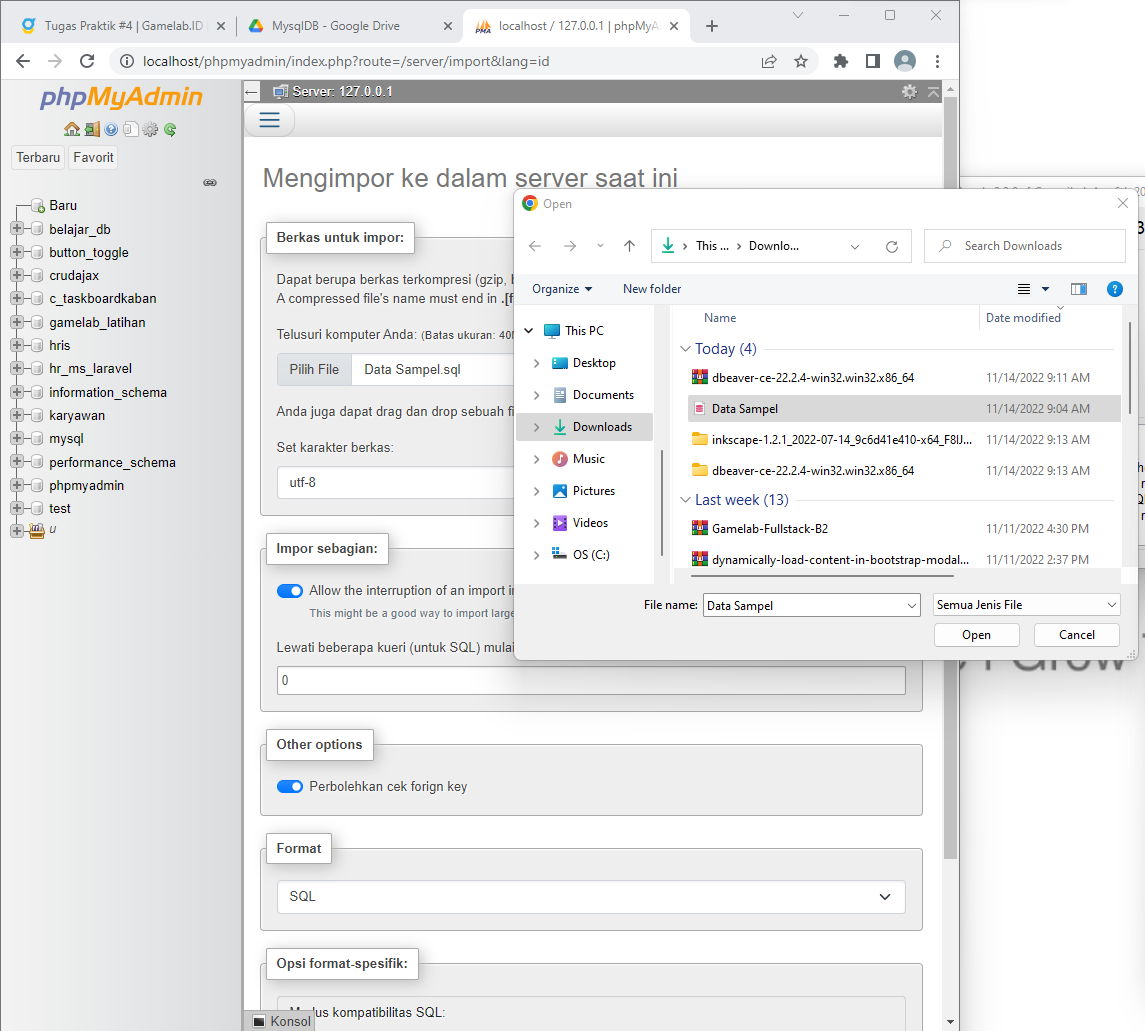 Tugas Praktik #4 | Gamelab.ID
MysqlDB - Google Drive
localhost / 127.0.0.1 | phpMyA
localhost/phpmyadmin/index.php?route=/server/import&lang=id
phpMyAdmin
Terbaru
Favorit
Baru
belajar_db
button_toggle
crudajax
c_taskboardkaban
gamelab_latihan
hris
hr_ms_laravel
information_schema
karyawan
mysql
performance_schema
phpmyadmin
test
u
Server: 127.0.0.1
Mengimpor ke dalam server saat ini
Berkas untuk impor:
Dapat berupa berkas terkompresi (gzip, b
A compressed file's name must end in .[f
Telusuri komputer Anda: (Batas ukuran: 40M
Pilih File
Data Sampel.sql
Anda juga dapat drag dan drop sebuah fi
Set karakter berkas:
utf-8
Impor sebagian:
Allow the interruption of an import i
This might be a good way to import large
Lewati beberapa kueri (untuk SQL) mulai
0
Other options
Perbolehkan cek forign key
Format
SQL
Opsi format-spesifik:
Modus kompatibilitas SQL:
Konsol
Open
This ...
Downlo...
Search Downloads
Organize
New folder
This PC
Desktop
Documents
Downloads
Music
Pictures
Videos
OS (C:)
Name
Date modified
Today (4)
dbeaver-ce-22.2.4-win32.win32.x86_64
11/14/2022 9:11 AM
Data Sampel
11/14/2022 9:04 AM
inkscape-1.2.1_2022-07-14_9c6d41e410-x64_F8IJ...
11/14/2022 9:13 AM
dbeaver-ce-22.2.4-win32.win32.x86_64
11/14/2022 9:13 AM
Last week (13)
Gamelab-Fullstack-B2
11/11/2022 4:30 PM
dynamically-load-content-in-bootstrap-modal...
11/11/2022 2:37 PM
File name:
Data Sampel
Semua Jenis File
Open
Cancel